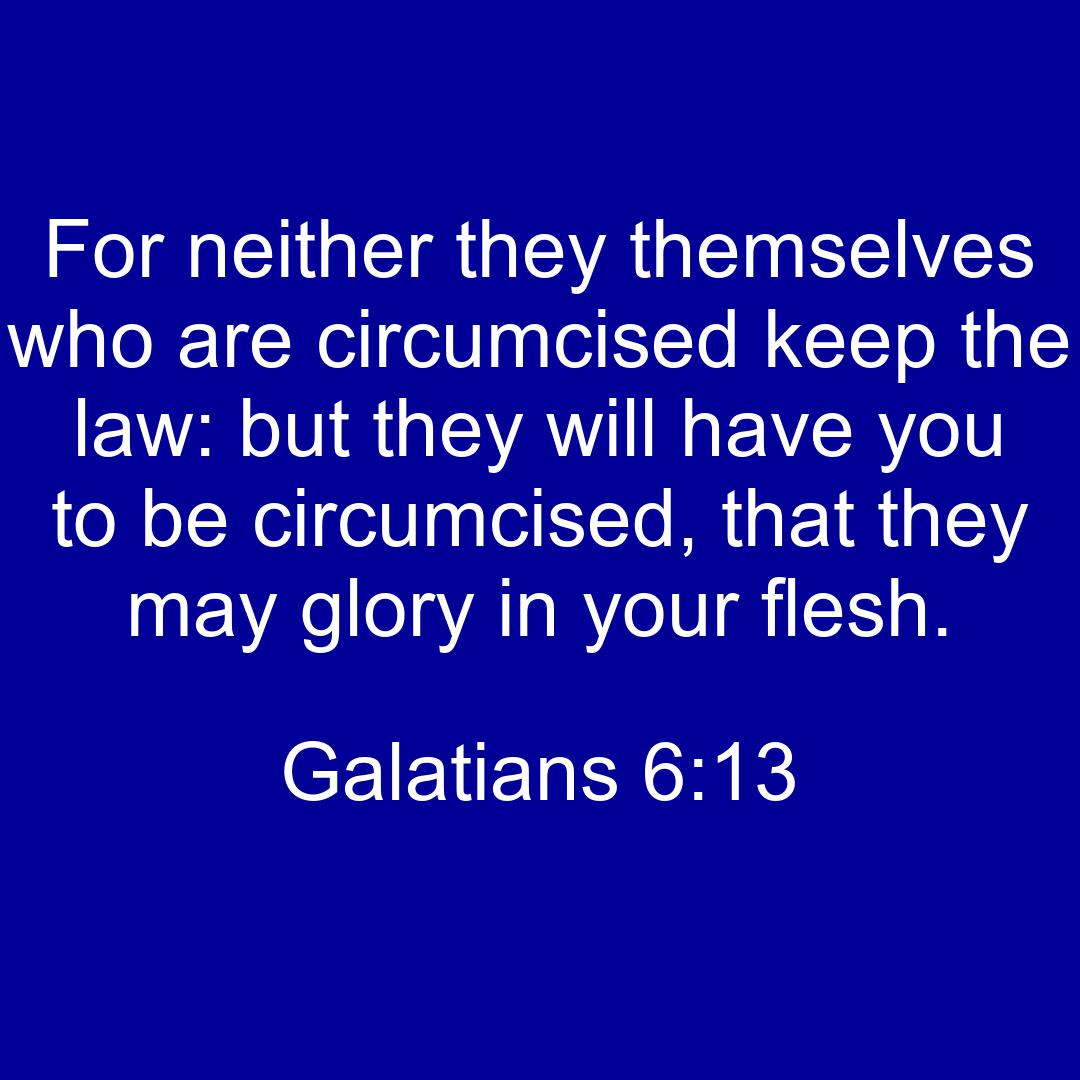 For neither they themselves
who are circumcised keep the
law: but they will have you
to be circumcised, that they
may glory in your flesh.
Galatians 6:13